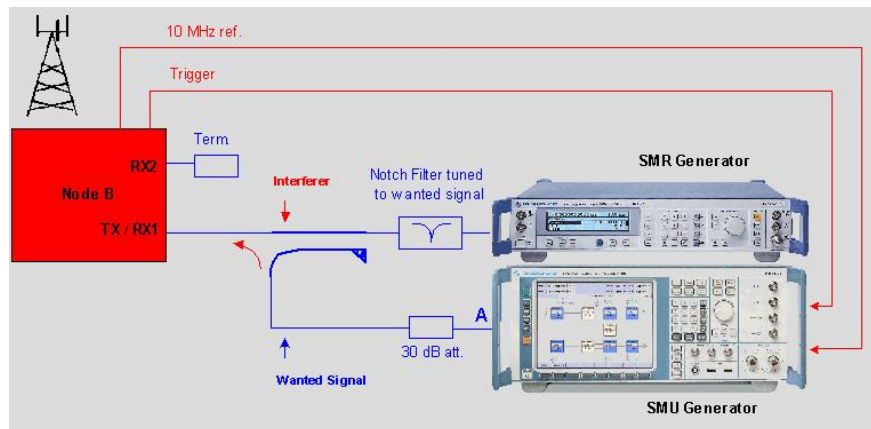 10 MHz ref.
Trigger
Term.
RX2
Node B
TX / RX1
Interferer
Notch Filter tuned
to wanted signal
SMR Generator
A
30 dB att.
Wanted Signal
SMU Generator